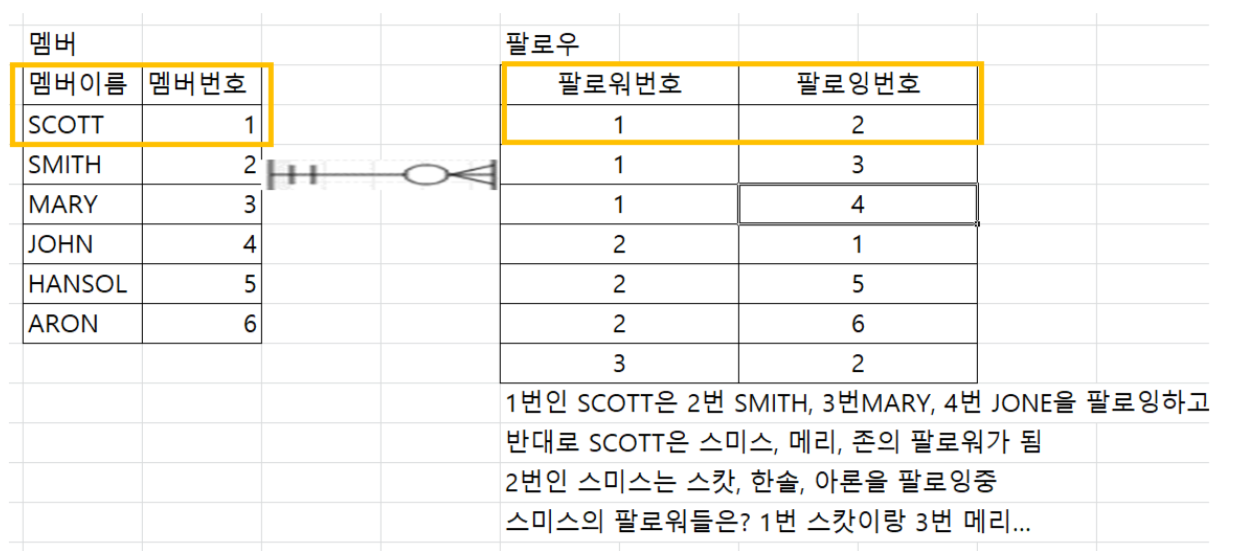 멤버 팔로우
멤버이름 멤버번호 팔로워번호 팔로잉번호
SCOTT 1 1 2
SMITH 2 1 3
MARY 3 1 4
JOHN 4 2 1
HANSOL 5 2 5
ARON 6 2 6
3 2
1번인 SCOTT은 2번 SMITH, 3번MARY, 4번 JONE을 팔로잉하고
반대로 SCOTT은 스미스, 메리, 존의 팔로워가 됨
2번인 스미스는 스캇, 한솔, 아론을 팔로잉중
스미스의 팔로워들은? 1번 스캇이랑 3번 메리...